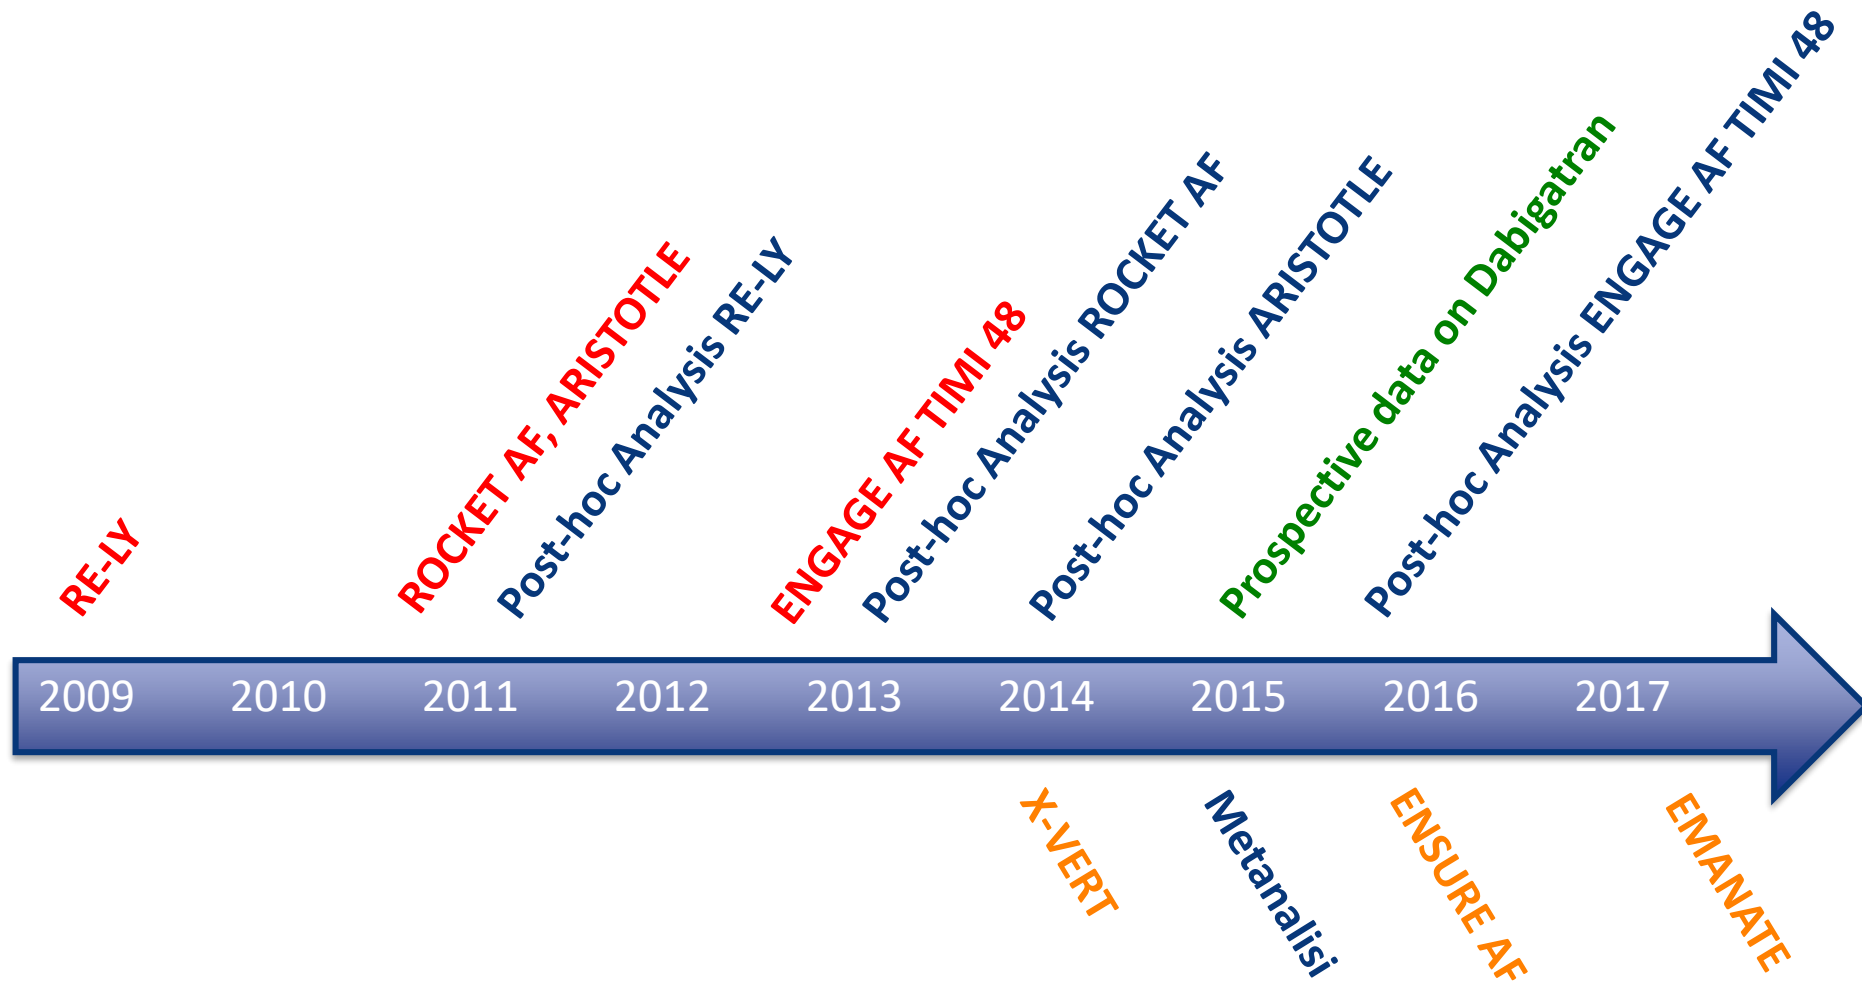 RE-LY
ROCKET AF, ARISTOTLE
Post-hoc Analysis RE-LY
ENGAGE AF TIMI 48
Post-hoc Analysis ROCKET AF
Post-hoc Analysis ARISTOTLE
Prospective data on Dabigatran
Post-hoc Analysis ENGAGE AF TIMI 48
2009 2010 2011 2012 2013 2014 2015 2016 2017
X-VERT
Metanalisi
ENSURE AF
EMANATE